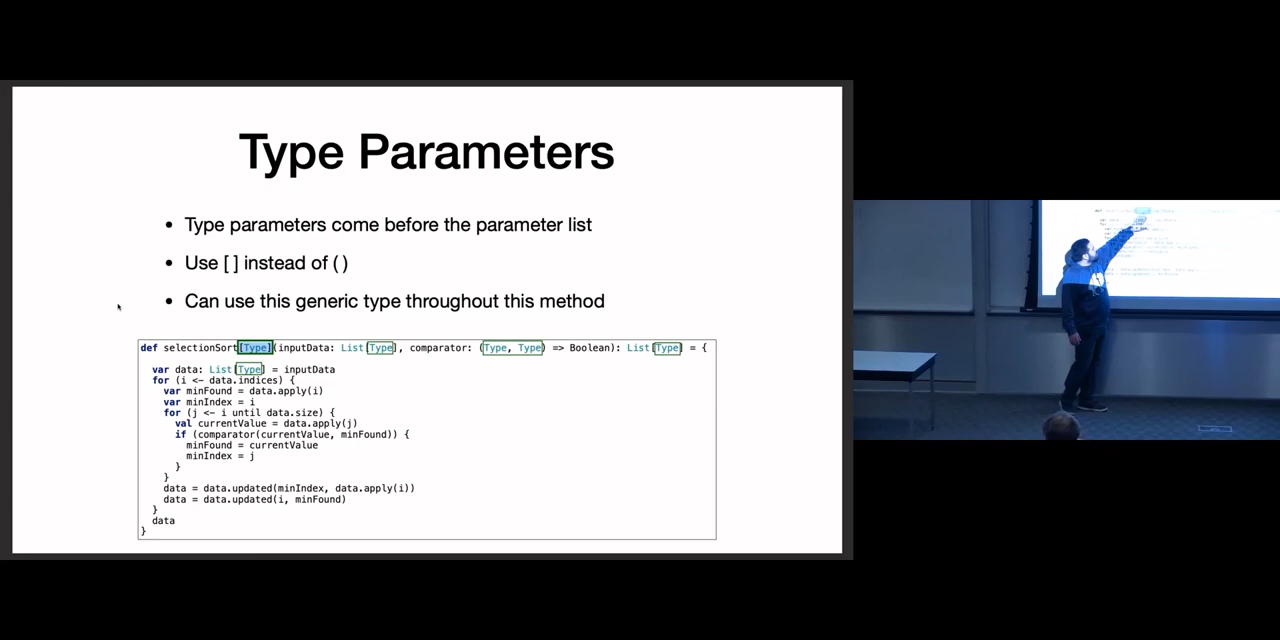 Type Parameters
• Type parameters come before the parameter list
• Use [ ] instead of ( )
• Can use this generic type throughout this method
def selectionSort[Type](inputData: List[Type], comparator: (Type, Type) => Boolean): List[Type] = {
  var data: List[Type] = inputData
  for (i <- data.indices) {
    var minFound = data.apply(i)
    var minIndex = i
    for (j <- i until data.size) {
      val currentValue = data.apply(j)
      if (comparator(currentValue, minFound)) {
        minFound = currentValue
        minIndex = j
      }
    }
    data = data.updated(minIndex, data.apply(i))
    data = data.updated(i, minFound)
  }
  data
}